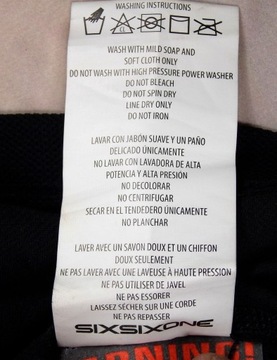 WASHING INSTRUCTIONS
WASH WITH MILD SOAP AND
SOFT CLOTH ONLY
DO NOT WASH WITH HIGH PRESSURE POWER WASHER
DO NOT BLEACH
DO NOT SPIN DRY
LINE DRY ONLY
DO NOT IRON
LAVAR CON JABÓN SUAVE Y UN PAÑO
DELICADO ÚNICAMENTE
NO LAVAR CON LAVADORA DE ALTA
POTENCIA Y ALTA PRESIÓN
NO DECOLORAR
NO CENTRIFUGAR
SECAR EN EL TENDEDERO ÚNICAMENTE
NO PLANCHAR
LAVER AVEC UN SAVON DOUX ET UN CHIFFON
DOUX SEULEMENT
NE PAS LAVER AVEC UNE LAVEUSE À HAUTE PRESSION
NE PAS UTILISER DE JAVEL
NE PAS ESSORER
LAISSEZ SÉCHER SUR UNE CORDE
NE PAS REPASSER
SIXSIXONE